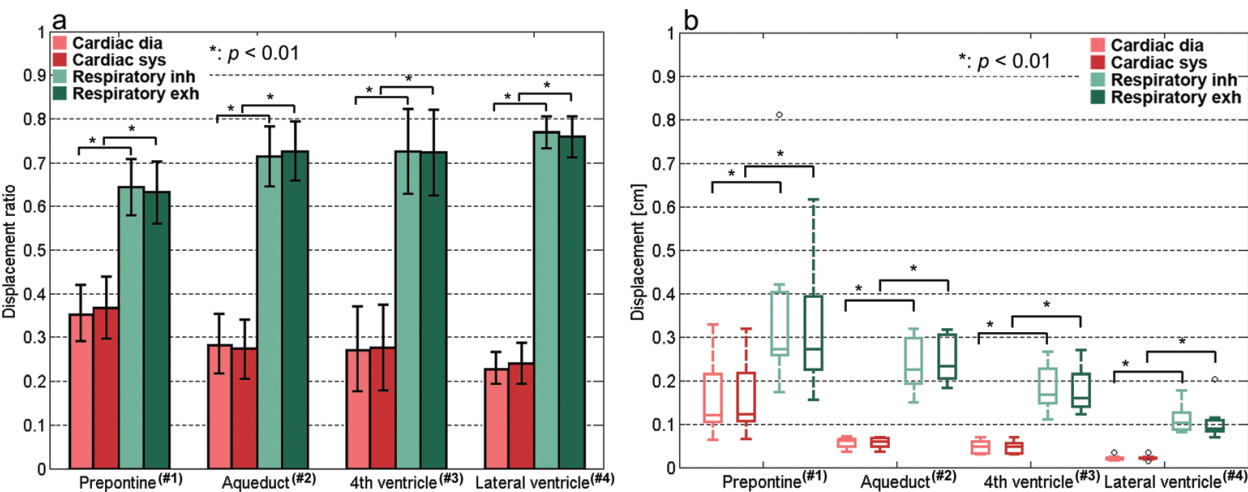 a
Cardiac dia
Cardiac sys
Respiratory inh
Respiratory exh
*: p < 0.01
Displacement ratio
1
0.9
0.8
0.7
0.6
0.5
0.4
0.3
0.2
0.1
0
* *
* *
* *
* *
Prepontine(#1) Aqueduct(#2) 4th ventricle(#3) Lateral ventricle(#4)
b
Cardiac dia
Cardiac sys
Respiratory inh
Respiratory exh
*: p < 0.01
Displacement [cm]
1
0.9
0.8
0.7
0.6
0.5
0.4
0.3
0.2
0.1
0
* *
* *
* *
* *
Prepontine(#1) Aqueduct(#2) 4th ventricle(#3) Lateral ventricle(#4)